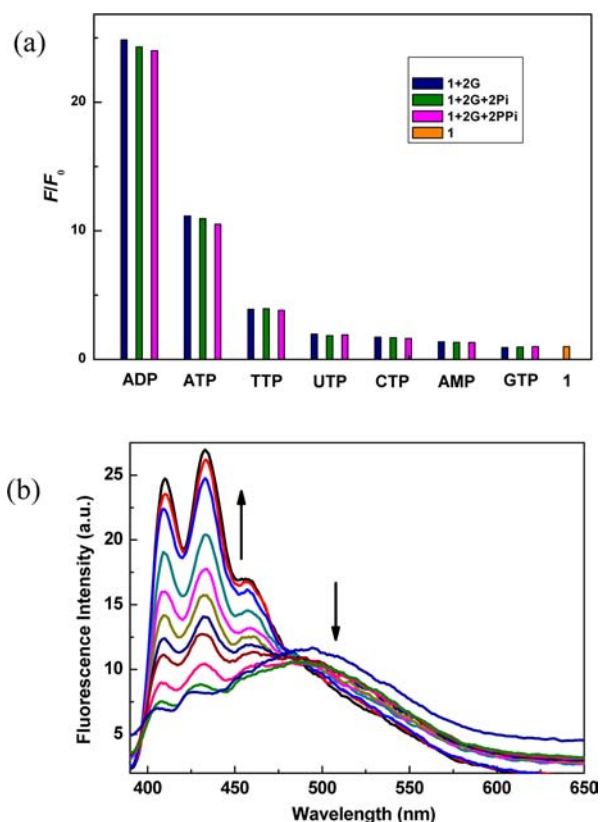 (a)
F/F0
20
10
0
1+2G
1+2G+2Pi
1+2G+2PPi
1
ADP ATP TTP UTP CTP AMP GTP 1
(b)
Fluorescence Intensity (a.u.)
25
20
15
10
5
400 450 500 550 600 650
Wavelength (nm)